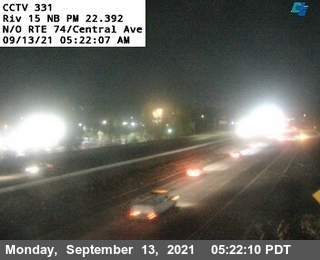 CCTV 331
Riv 15 NB PM 22.392
N/O RTE 74/Central Ave
09/13/21 05:22:07 AM
Monday, September 13, 2021 05:22:10 PDT